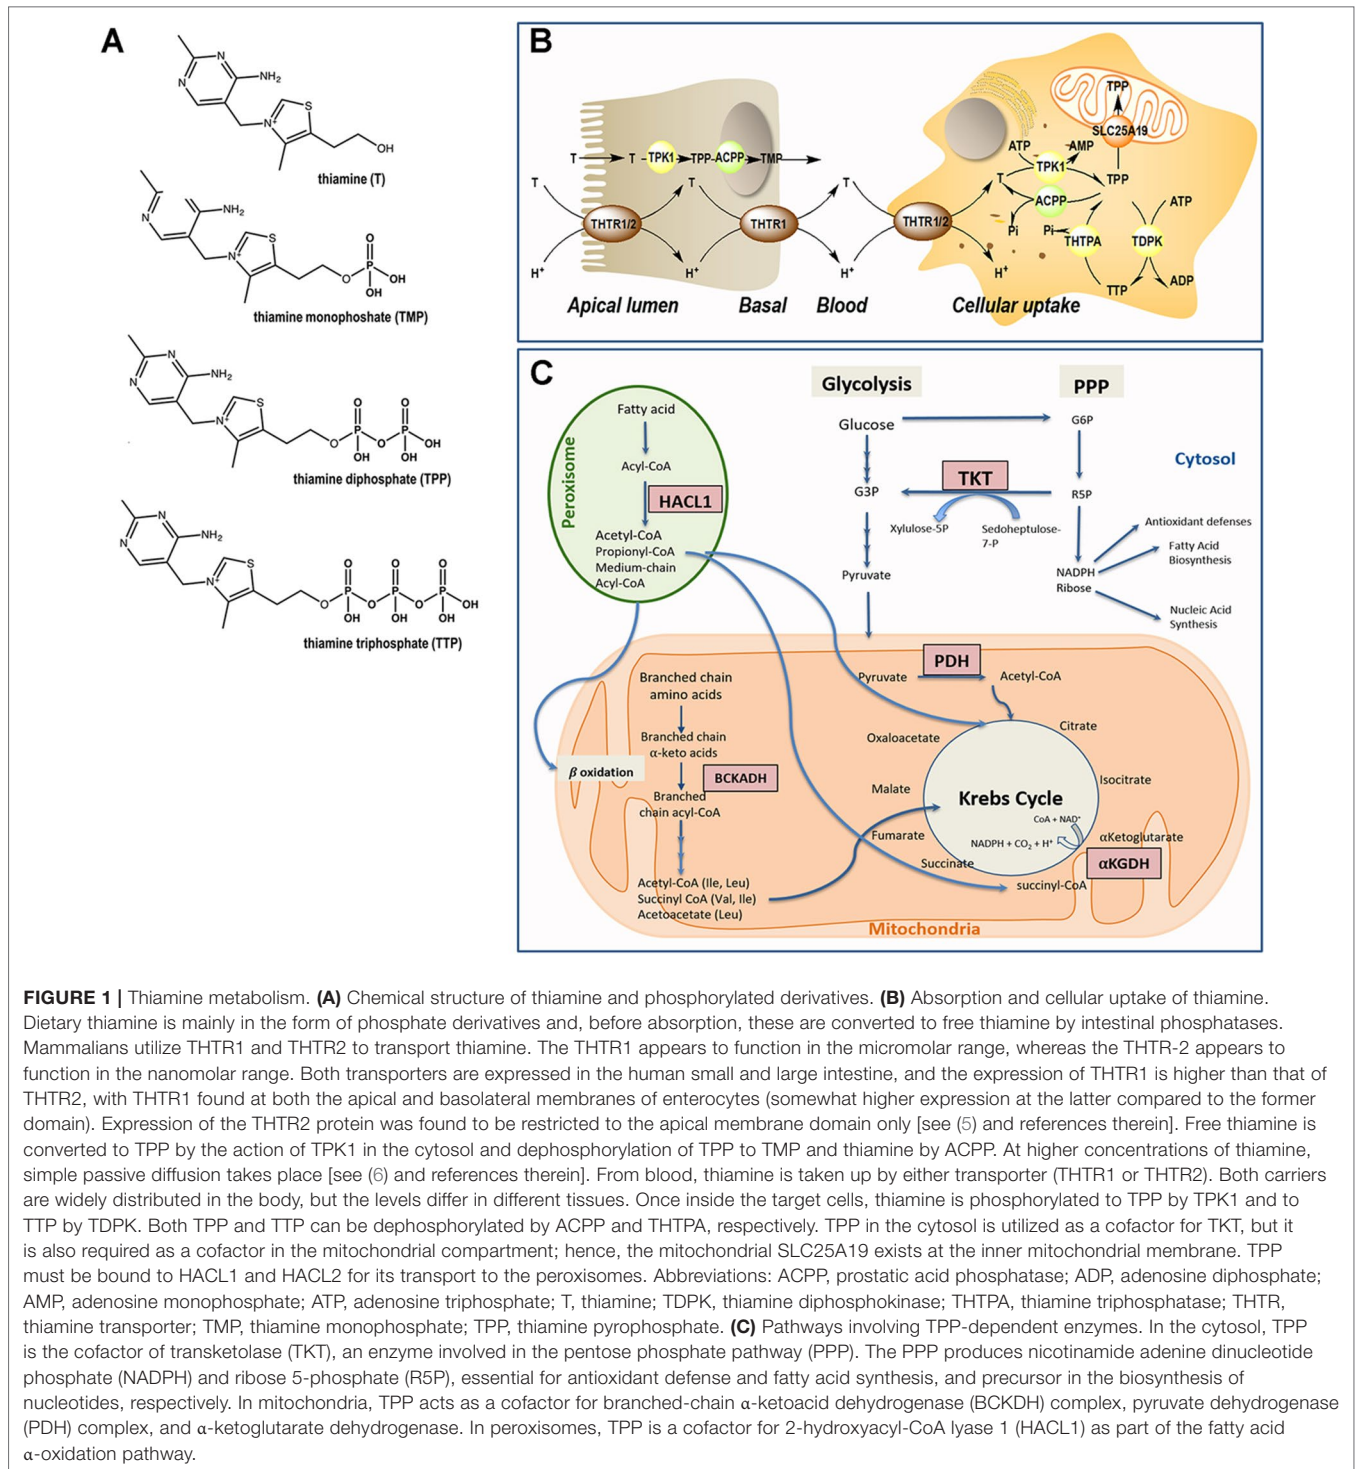 A
N
N
NH2
S
N+
OH
thiamine (T)
N
NH2
S
N+
O
O
P
OH
OH
thiamine monophoshate (TMP)
N
N
NH2
S
N+
O
O
O
P
O
P
OH
OH
OH
thiamine diphosphate (TPP)
N
N
NH2
S
N+
O
O
O
O
P
O
P
O
P
OH
OH
OH
OH
thiamine triphosphate (TTP)
B
T
T
TPK1
TPP
ACPP
TMP
T
T
T
THTR1/2
THTR1
H+
H+
H+
Apical lumen
Basal
Blood
THTR1/2
T
H+
ATP
AMP
TPK1
TPP
SLC25A19
TPP
ACPP
Pi
Pi
THTPA
TDPK
ATP
ADP
TTP
Cellular uptake
C
Peroxisome
Fatty acid
Acyl-CoA
HACL1
Acetyl-CoA
Propionyl-CoA
Medium-chain
Acyl-CoA
Glycolysis
PPP
Glucose
G6P
Cytosol
TKT
G3P
R5P
Xylulose-5P
Sedoheptulose-
7-P
Antioxidant defenses
Fatty Acid
Biosynthesis
Pyruvate
NADPH
Ribose
Nucleic Acid
Synthesis
PDH
Pyruvate
Acetyl-CoA
Branched chain
amino acids
Branched chain
α-keto acids
BCKADH
Branched
chain acyl-CoA
β oxidation
Acetyl-CoA (Ile, Leu)
Succinyl CoA (Val, Ile)
Acetoacetate (Leu)
Oxaloacetate
Citrate
Malate
Isocitrate
Krebs Cycle
CoA + NAD+
NADPH + CO2 + H+
Fumarate
αKetoglutarate
αKGDH
Succinate
succinyl-CoA
Mitochondria
FIGURE 1 | Thiamine metabolism. (A) Chemical structure of thiamine and phosphorylated derivatives. (B) Absorption and cellular uptake of thiamine.
Dietary thiamine is mainly in the form of phosphate derivatives and, before absorption, these are converted to free thiamine by intestinal phosphatases.
Mammalians utilize THTR1 and THTR2 to transport thiamine. The THTR1 appears to function in the micromolar range, whereas the THTR-2 appears to
function in the nanomolar range. Both transporters are expressed in the human small and large intestine, and the expression of THTR1 is higher than that of
THTR2, with THTR1 found at both the apical and basolateral membranes of enterocytes (somewhat higher expression at the latter compared to the former
domain). Expression of the THTR2 protein was found to be restricted to the apical membrane domain only [see (5) and references therein]. Free thiamine is
converted to TPP by the action of TPK1 in the cytosol and dephosphorylation of TPP to TMP and thiamine by ACPP. At higher concentrations of thiamine,
simple passive diffusion takes place [see (6) and references therein]. From blood, thiamine is taken up by either transporter (THTR1 or THTR2). Both carriers
are widely distributed in the body, but the levels differ in different tissues. Once inside the target cells, thiamine is phosphorylated to TPP by TPK1 and to
TTP by TDPK. Both TPP and TTP can be dephosphorylated by ACPP and THTPA, respectively. TPP in the cytosol is utilized as a cofactor for TKT, but it
is also required as a cofactor in the mitochondrial compartment; hence, the mitochondrial SLC25A19 exists at the inner mitochondrial membrane. TPP
must be bound to HACL1 and HACL2 for its transport to the peroxisomes. Abbreviations: ACPP, prostatic acid phosphatase; ADP, adenosine diphosphate;
AMP, adenosine monophosphate; ATP, adenosine triphosphate; T, thiamine; TDPK, thiamine diphosphokinase; THTPA, thiamine triphosphatase; THTR,
thiamine transporter; TMP, thiamine monophosphate; TPP, thiamine pyrophosphate. (C) Pathways involving TPP-dependent enzymes. In the cytosol, TPP
is the cofactor of transketolase (TKT), an enzyme involved in the pentose phosphate pathway (PPP). The PPP produces nicotinamide adenine dinucleotide
phosphate (NADPH) and ribose 5-phosphate (R5P), essential for antioxidant defense and fatty acid synthesis, and precursor in the biosynthesis of
nucleotides, respectively. In mitochondria, TPP acts as a cofactor for branched-chain α-ketoacid dehydrogenase (BCKDH) complex, pyruvate dehydrogenase
(PDH) complex, and α-ketoglutarate dehydrogenase. In peroxisomes, TPP is a cofactor for 2-hydroxyacyl-CoA lyase 1 (HACL1) as part of the fatty acid
α-oxidation pathway.